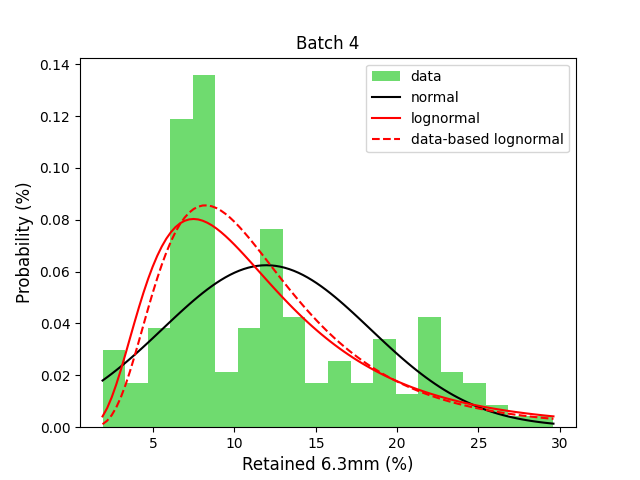 Batch 4
data
normal
lognormal
data-based lognormal
Probability (%)
0.14
0.12
0.10
0.08
0.06
0.04
0.02
0.00
5 10 15 20 25 30
Retained 6.3mm (%)